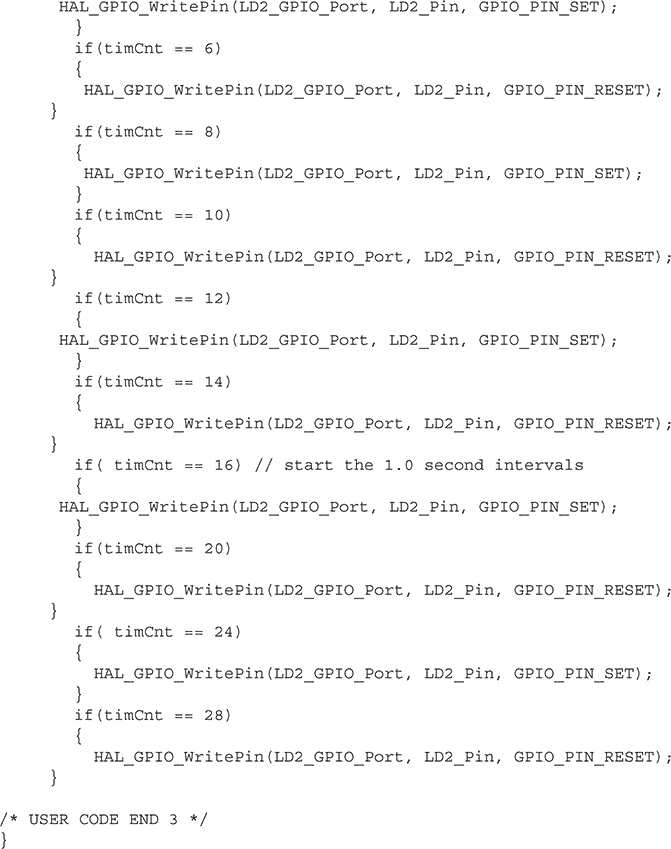 HAL_GPIO_WritePin(LD2_GPIO_Port, LD2_Pin, GPIO_PIN_SET);
}
if(timCnt == 6)
{
HAL_GPIO_WritePin(LD2_GPIO_Port, LD2_Pin, GPIO_PIN_RESET);
}
if(timCnt == 8)
{
HAL_GPIO_WritePin(LD2_GPIO_Port, LD2_Pin, GPIO_PIN_SET);
}
if(timCnt == 10)
{
HAL_GPIO_WritePin(LD2_GPIO_Port, LD2_Pin, GPIO_PIN_RESET);
}
if(timCnt == 12)
{
HAL_GPIO_WritePin(LD2_GPIO_Port, LD2_Pin, GPIO_PIN_SET);
}
if(timCnt == 14)
{
HAL_GPIO_WritePin(LD2_GPIO_Port, LD2_Pin, GPIO_PIN_RESET);
}
if( timCnt == 16) // start the 1.0 second intervals
{
HAL_GPIO_WritePin(LD2_GPIO_Port, LD2_Pin, GPIO_PIN_SET);
}
if(timCnt == 20)
{
HAL_GPIO_WritePin(LD2_GPIO_Port, LD2_Pin, GPIO_PIN_RESET);
}
if( timCnt == 24)
{
HAL_GPIO_WritePin(LD2_GPIO_Port, LD2_Pin, GPIO_PIN_SET);
}
if(timCnt == 28)
{
HAL_GPIO_WritePin(LD2_GPIO_Port, LD2_Pin, GPIO_PIN_RESET);
}
/* USER CODE END 3 */
}